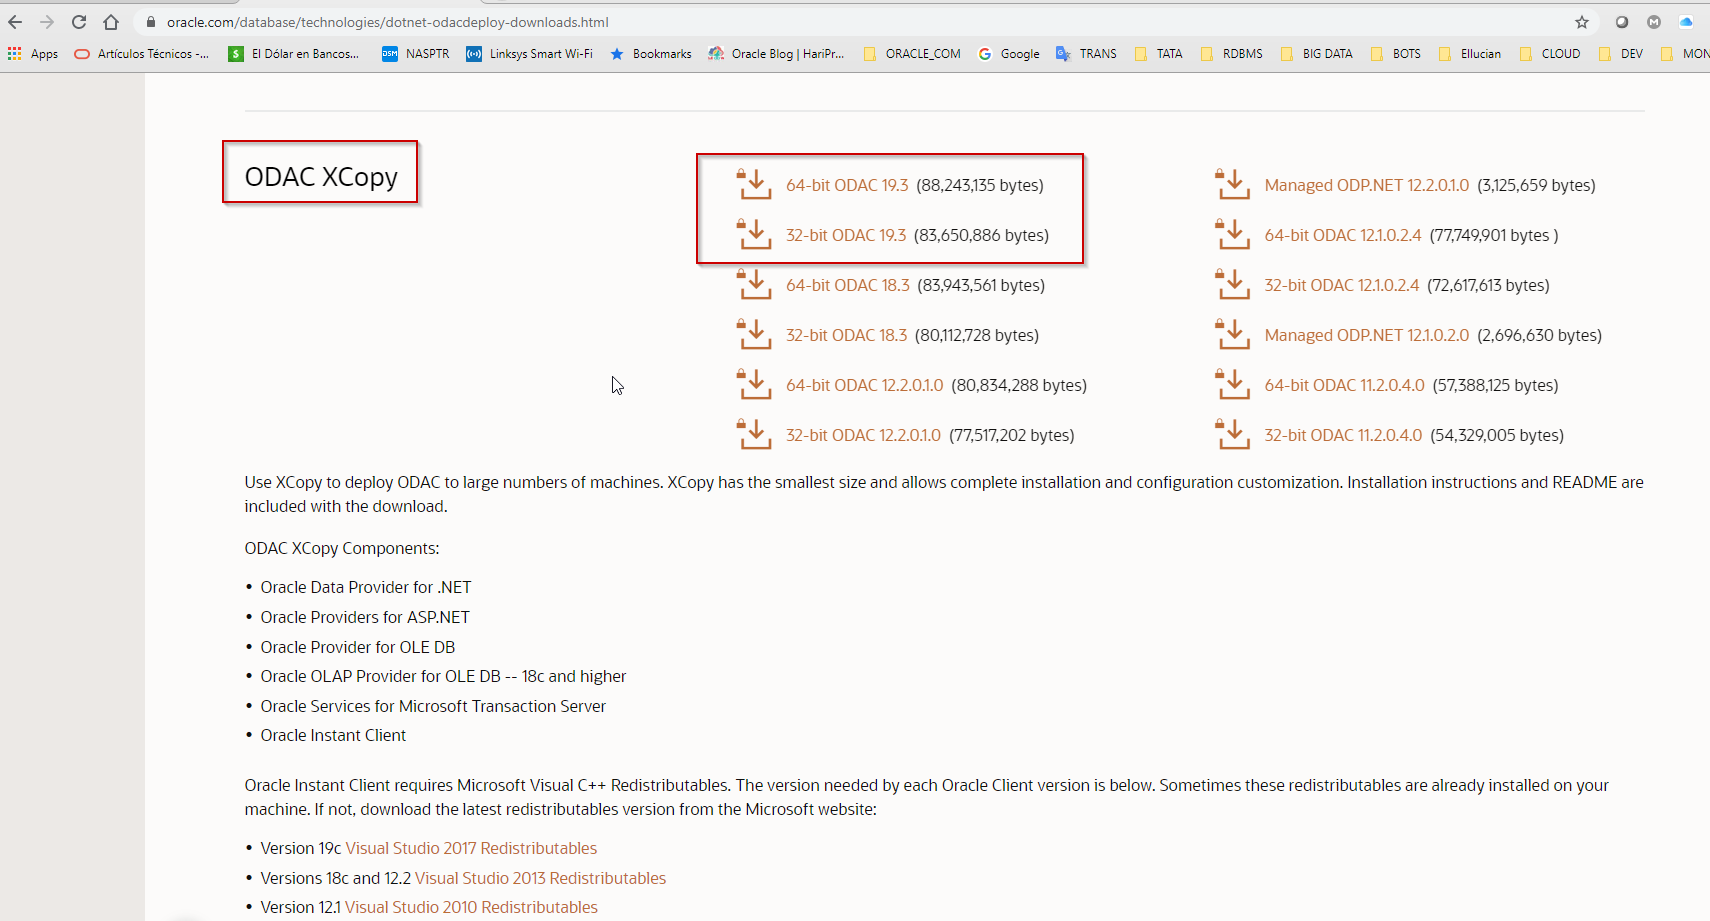 oracle.com/database/technologies/dotnet-odacdeploy-downloads.html
Apps Artículos Técnicos -... El Dólar en Bancos... NASPTR Linksys Smart Wi-Fi Bookmarks Oracle Blog | HariPr... ORACLE_COM Google TRANS TATA RDBMS BIG DATA BOTS Ellucian CLOUD DEV MON
ODAC XCopy
64-bit ODAC 19.3 (88,243,135 bytes)
32-bit ODAC 19.3 (83,650,886 bytes)
64-bit ODAC 18.3 (83,943,561 bytes)
32-bit ODAC 18.3 (80,112,728 bytes)
64-bit ODAC 12.2.0.1.0 (80,834,288 bytes)
32-bit ODAC 12.2.0.1.0 (77,517,202 bytes)
Managed ODP.NET 12.2.0.1.0 (3,125,659 bytes)
64-bit ODAC 12.1.0.2.4 (77,749,901 bytes )
32-bit ODAC 12.1.0.2.4 (72,617,613 bytes)
Managed ODP.NET 12.1.0.2.0 (2,696,630 bytes)
64-bit ODAC 11.2.0.4.0 (57,388,125 bytes)
32-bit ODAC 11.2.0.4.0 (54,329,005 bytes)
Use XCopy to deploy ODAC to large numbers of machines. XCopy has the smallest size and allows complete installation and configuration customization. Installation instructions and README are
included with the download.
ODAC XCopy Components:
• Oracle Data Provider for .NET
• Oracle Providers for ASP.NET
• Oracle Provider for OLE DB
• Oracle OLAP Provider for OLE DB -- 18c and higher
• Oracle Services for Microsoft Transaction Server
• Oracle Instant Client
Oracle Instant Client requires Microsoft Visual C++ Redistributables. The version needed by each Oracle Client version is below. Sometimes these redistributables are already installed on your
machine. If not, download the latest redistributables version from the Microsoft website:
• Version 19c Visual Studio 2017 Redistributables
• Versions 18c and 12.2 Visual Studio 2013 Redistributables
• Version 12.1 Visual Studio 2010 Redistributables